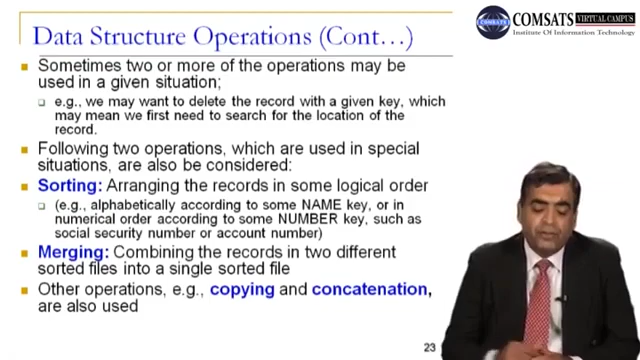 Data Structure Operations (Cont…)
COMSATS
VIRTUAL CAMPUS
Institute Of Information Technology
Sometimes two or more of the operations may be
used in a given situation;
e.g., we may want to delete the record with a given key, which
may mean we first need to search for the location of the
record.
Following two operations, which are used in special
situations, are also be considered:
Sorting: Arranging the records in some logical order
(e.g., alphabetically according to some NAME key, or in
numerical order according to some NUMBER key, such as
social security number or account number)
Merging: Combining the records in two different
sorted files into a single sorted file
Other operations, e.g., copying and concatenation,
are also used
23